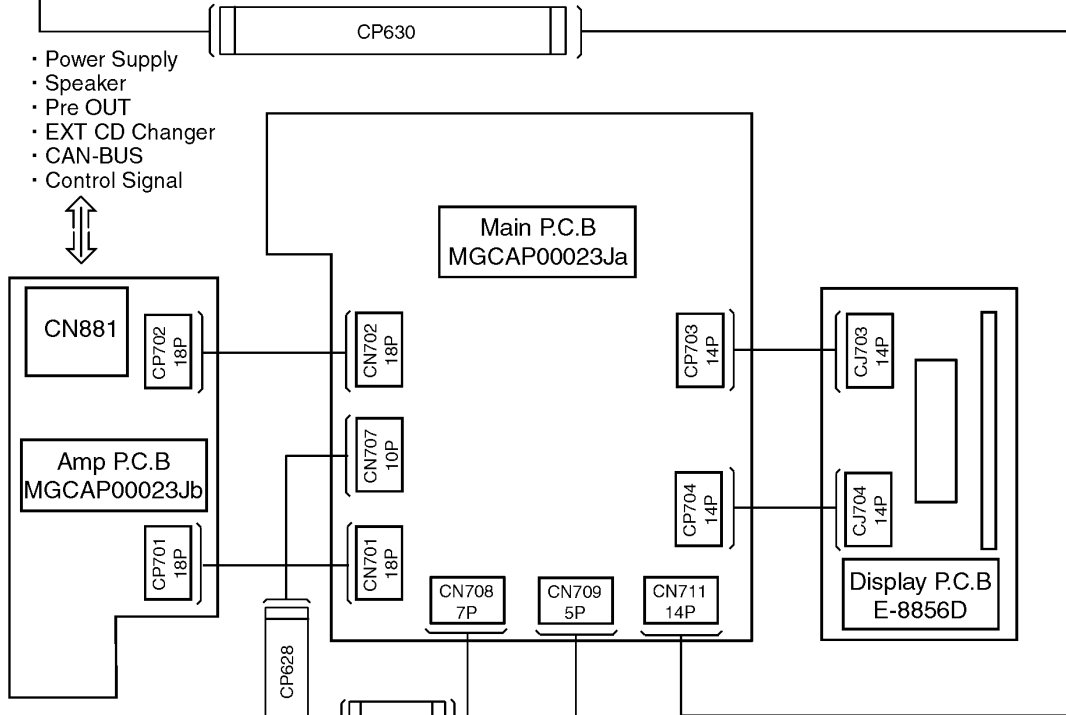 CP630
· Power Supply
· Speaker
· Pre OUT
· EXT CD Changer
· CAN-BUS
· Control Signal
Main P.C.B
MGCAP00023Ja
CN881
CP702
18P
CN702
18P
CP703
14P
CJ703
14P
Amp P.C.B
MGCAP00023Jb
CN707
10P
CP704
14P
CJ704
14P
CP701
18P
CN701
18P
CN708
7P
CN709
5P
CN711
14P
Display P.C.B
E-8856D
CP628